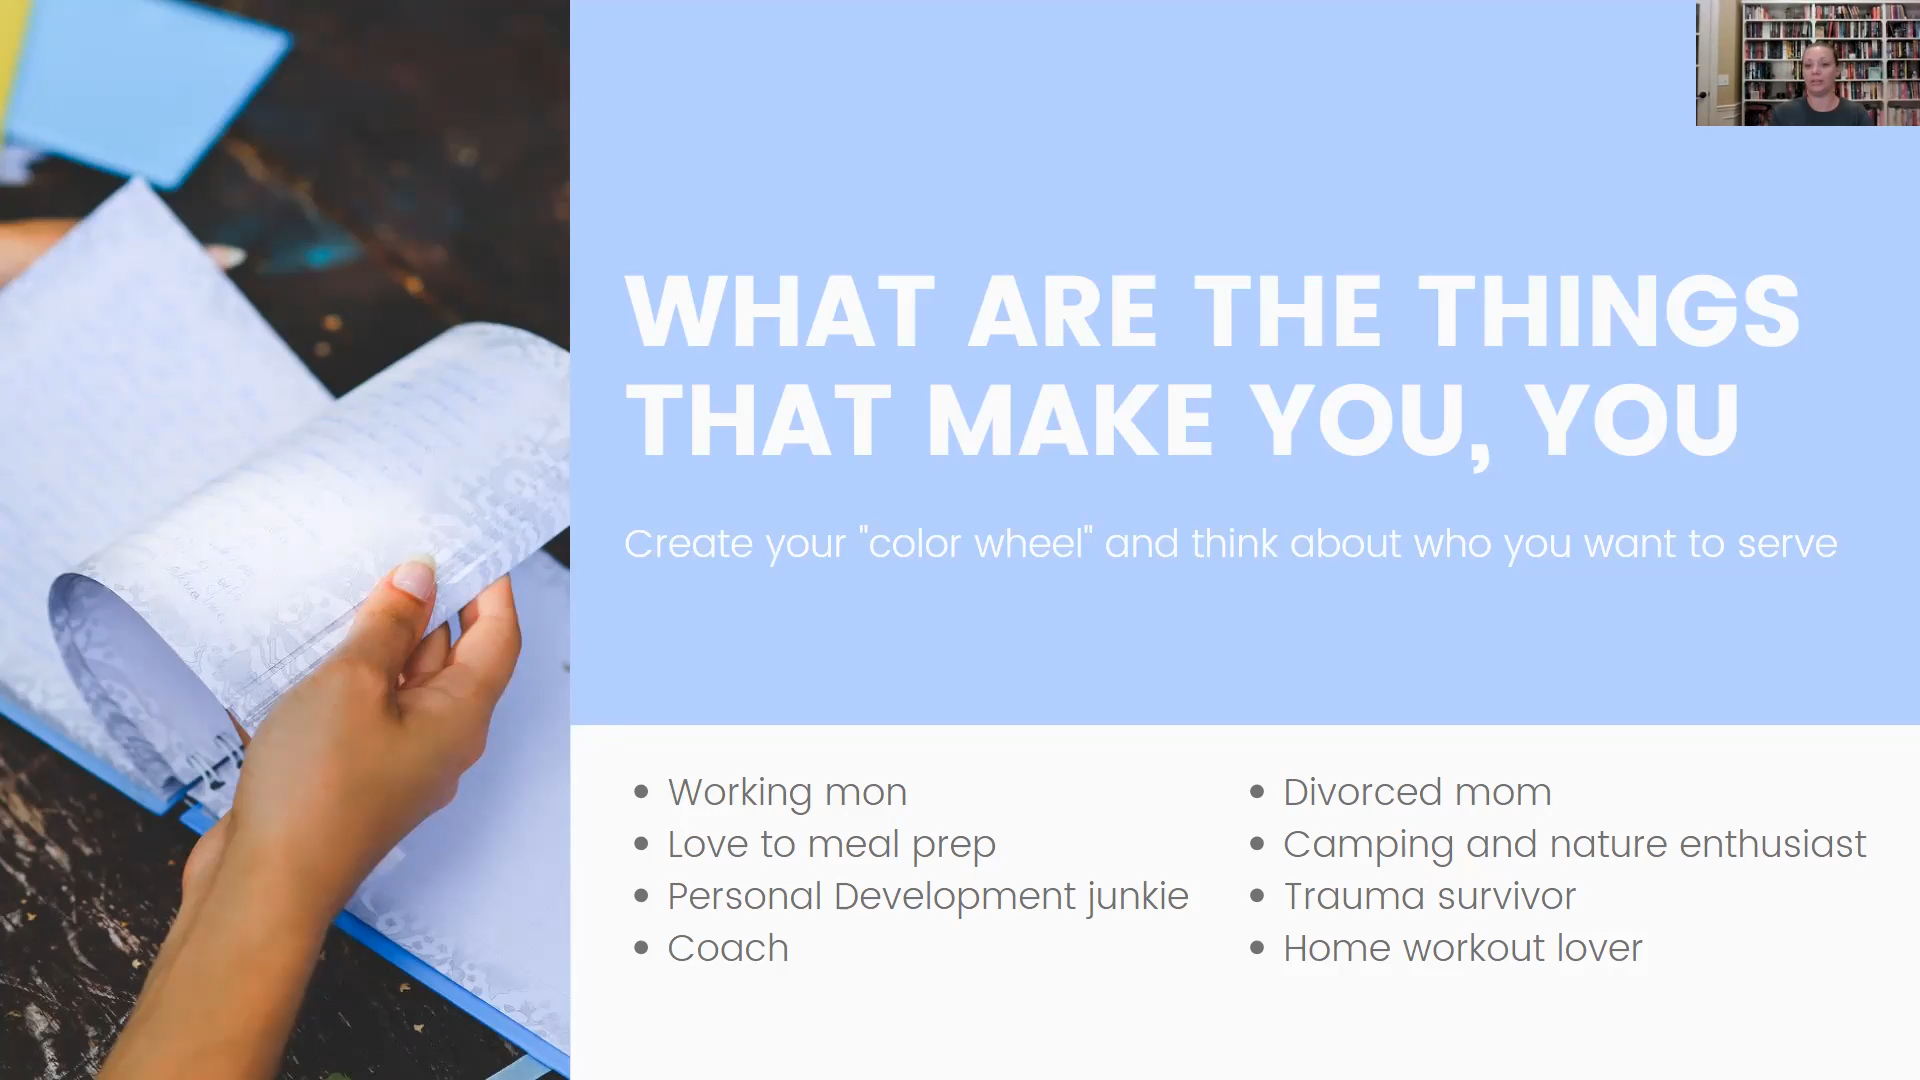 WHAT ARE THE THINGS
THAT MAKE YOU, YOU
Create your "color wheel" and think about who you want to serve
Working mon
Love to meal prep
Personal Development junkie
Coach
Divorced mom
Camping and nature enthusiast
Trauma survivor
Home workout lover